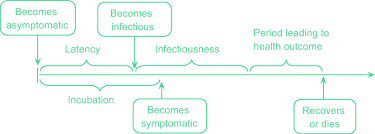 Becomes
asymptomatic
Becomes
infectious
Latency
Infectiousness
Period leading to
health outcome
Incubation
Becomes
symptomatic
Recovers
or dies